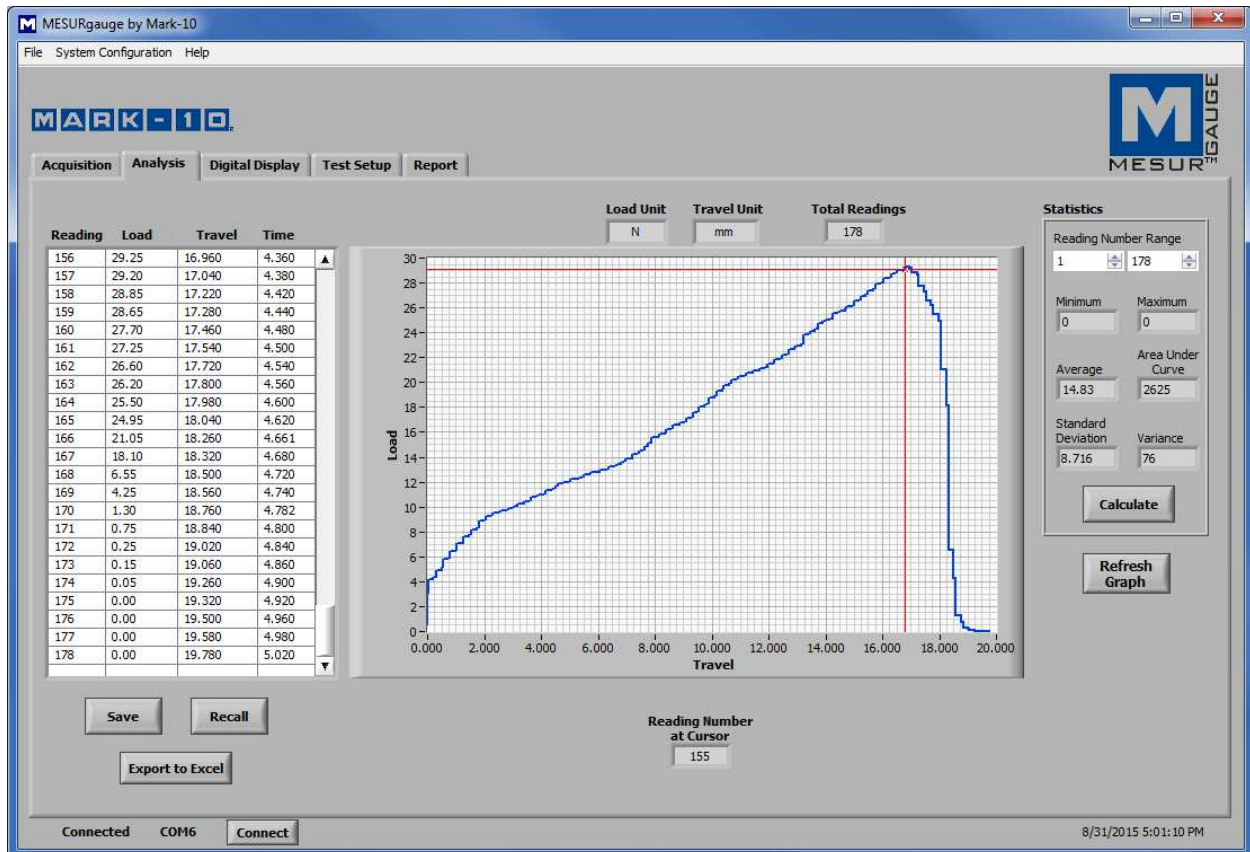 MESURgauge by Mark-10
File System Configuration Help
MARK-10
MESUR™ GAUGE
Acquisition Analysis Digital Display Test Setup Report
Load Unit Travel Unit Total Readings
N mm 178
Reading Load Travel Time
156 29.25 16.960 4.360
157 29.20 17.040 4.380
158 28.85 17.220 4.420
159 28.65 17.280 4.440
160 27.70 17.460 4.480
161 27.25 17.540 4.500
162 26.60 17.720 4.540
163 26.20 17.800 4.560
164 25.50 17.980 4.600
165 24.95 18.040 4.620
166 21.05 18.260 4.661
167 18.10 18.320 4.680
168 6.55 18.500 4.720
169 4.25 18.560 4.740
170 1.30 18.760 4.782
171 0.75 18.840 4.800
172 0.25 19.020 4.840
173 0.15 19.060 4.860
174 0.05 19.260 4.900
175 0.00 19.320 4.920
176 0.00 19.500 4.960
177 0.00 19.580 4.980
178 0.00 19.780 5.020
Save Recall
Export to Excel
30
28
26
24
22
20
18
16
14
12
10
8
6
4
2
0
Load
0.000 2.000 4.000 6.000 8.000 10.000 12.000 14.000 16.000 18.000 20.000
Travel
Reading Number
at Cursor
155
Statistics
Reading Number Range
1 178
Minimum Maximum
0 0
Average Area Under Curve
14.83 2625
Standard Deviation Variance
8.716 76
Calculate
Refresh
Graph
Connected COM6 Connect
8/31/2015 5:01:10 PM